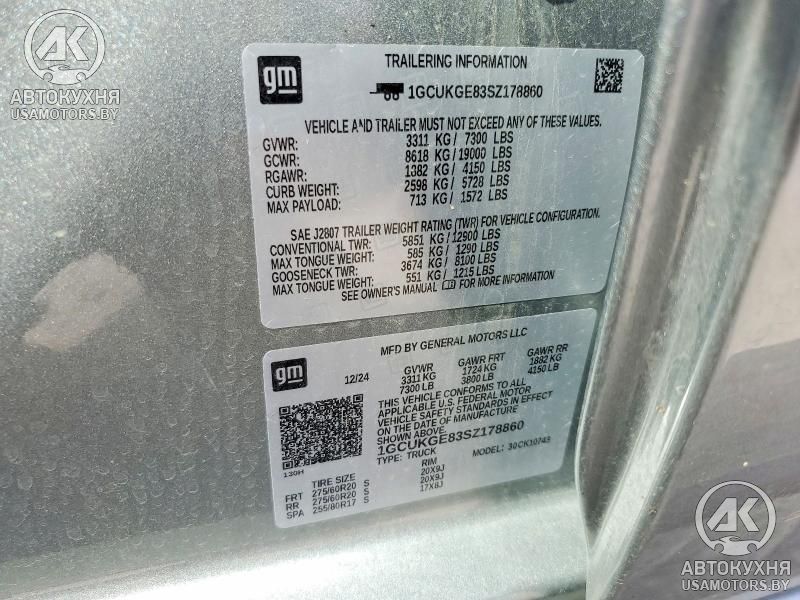 AK
АВТОКУХНЯ
USAMOTORS.BY
gm
TRAILERING INFORMATION
1GCUKGE83SZ178860
VEHICLE AND TRAILER MUST NOT EXCEED ANY OF THESE VALUES.
GVWR: 3311 KG / 7300 LBS
GCWR: 8618 KG / 19000 LBS
RGAWR: 1882 KG / 4150 LBS
CURB WEIGHT: 2598 KG / 5728 LBS
MAX PAYLOAD: 713 KG / 1572 LBS
SAE J2807 TRAILER WEIGHT RATING (TWR) FOR VEHICLE CONFIGURATION.
CONVENTIONAL TWR: 5851 KG / 12900 LBS
MAX TONGUE WEIGHT: 585 KG / 1290 LBS
GOOSENECK TWR: 3674 KG / 8100 LBS
MAX TONGUE WEIGHT: 551 KG / 1215 LBS
SEE OWNER'S MANUAL FOR MORE INFORMATION
gm
MFD BY GENERAL MOTORS LLC
12/24 GVWR GAWR FRT GAWR RR
3311 KG 1724 KG 1882 KG
7300 LB 3800 LB 4150 LB
THIS VEHICLE CONFORMS TO ALL
APPLICABLE U.S. FEDERAL MOTOR
VEHICLE SAFETY STANDARDS IN EFFECT
ON THE DATE OF MANUFACTURE
SHOWN ABOVE.
1GCUKGE83SZ178860
TYPE: TRUCK MODEL: 30CK10743
130H
TIRE SIZE RIM
FRT 275/60R20 S 20X9J
RR 275/60R20 S 20X9J
SPA 255/80R17 S 17X8J
AK
АВТОКУХНЯ
USAMOTORS.BY